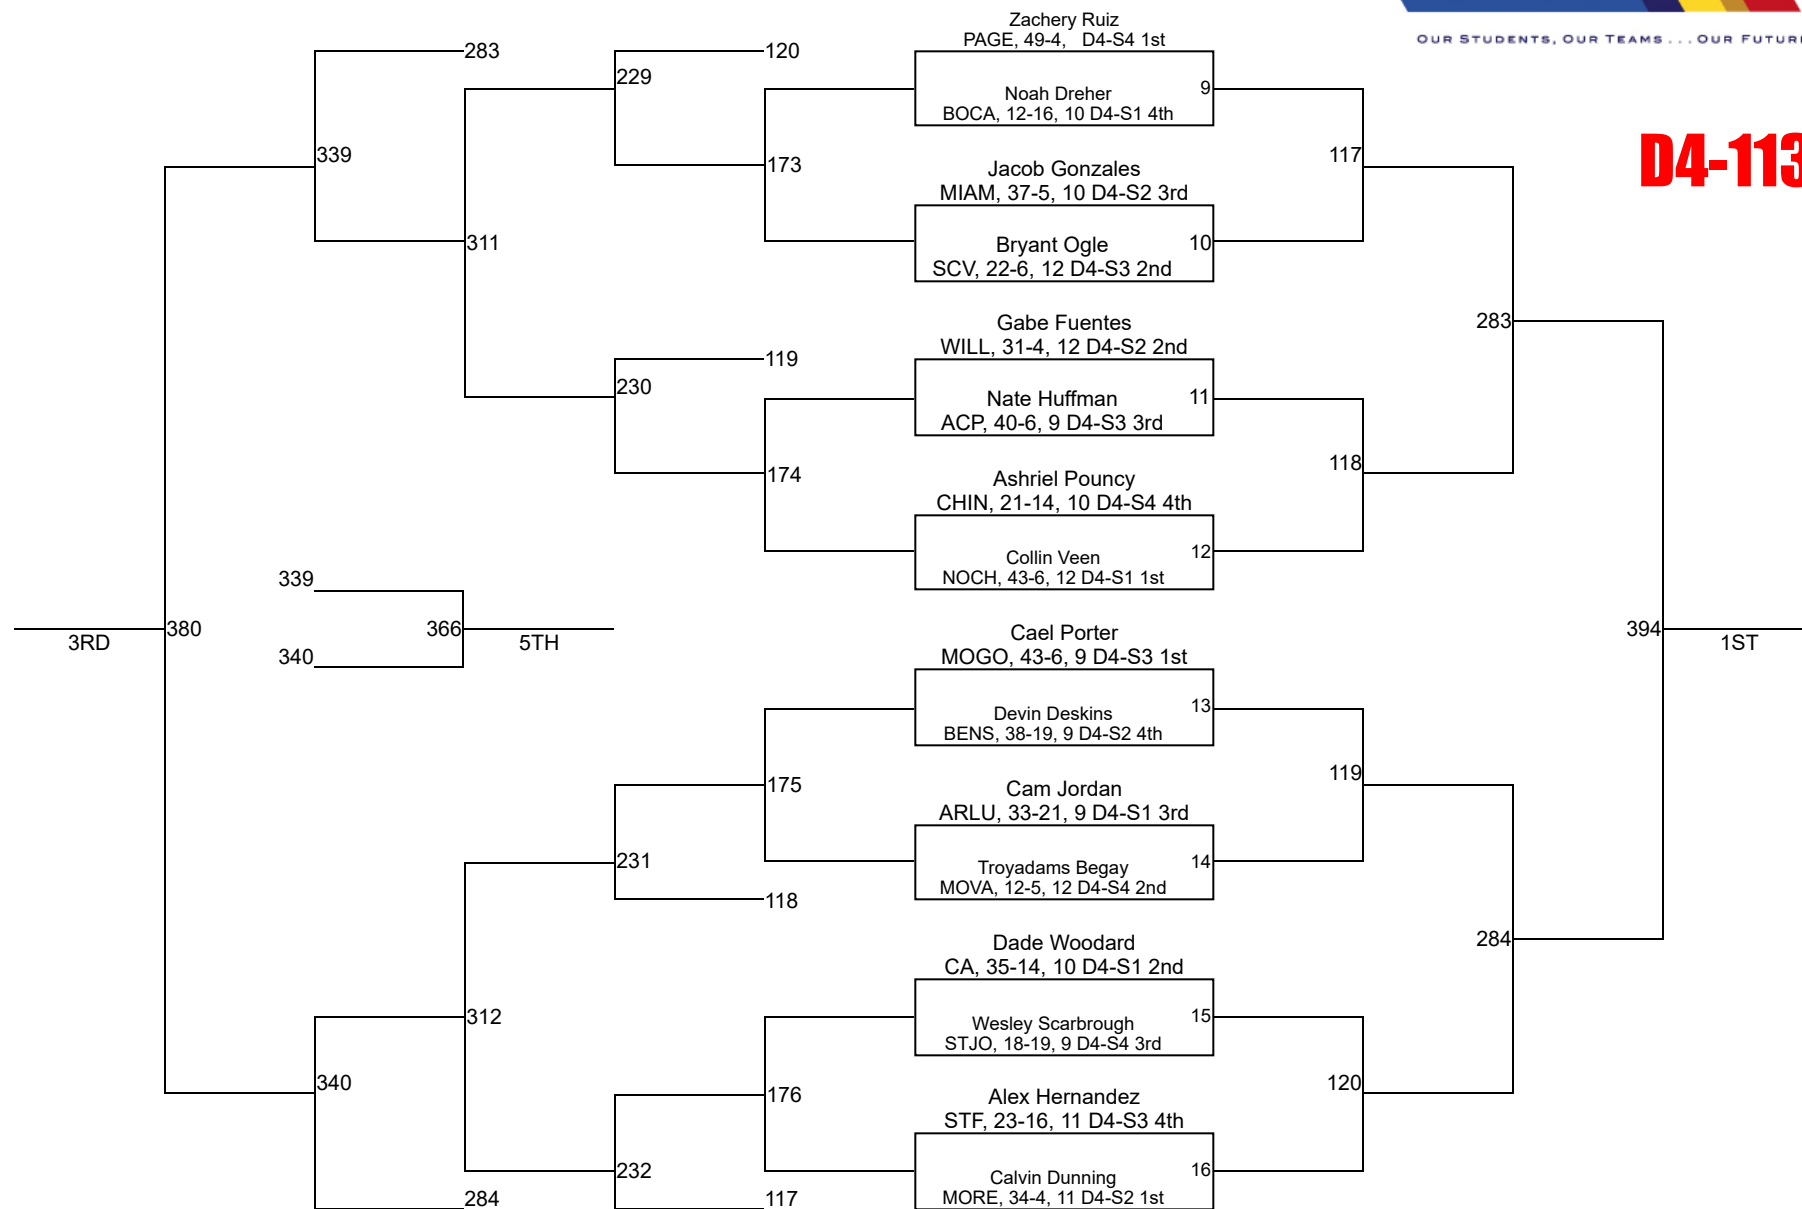 OUR STUDENTS, OUR TEAMS . . . OUR FUTURE
D4-113
Zachery Ruiz
PAGE, 49-4, D4-S4 1st
Noah Dreher
BOCA, 12-16, 10 D4-S1 4th
9
Jacob Gonzales
MIAM, 37-5, 10 D4-S2 3rd
Bryant Ogle
SCV, 22-6, 12 D4-S3 2nd
10
Gabe Fuentes
WILL, 31-4, 12 D4-S2 2nd
Nate Huffman
ACP, 40-6, 9 D4-S3 3rd
11
Ashriel Pouncy
CHIN, 21-14, 10 D4-S4 4th
Collin Veen
NOCH, 43-6, 12 D4-S1 1st
12
Cael Porter
MOGO, 43-6, 9 D4-S3 1st
Devin Deskins
BENS, 38-19, 9 D4-S2 4th
13
Cam Jordan
ARLU, 33-21, 9 D4-S1 3rd
Troyadams Begay
MOVA, 12-5, 12 D4-S4 2nd
14
Dade Woodard
CA, 35-14, 10 D4-S1 2nd
Wesley Scarbrough
STJO, 18-19, 9 D4-S4 3rd
15
Alex Hernandez
STF, 23-16, 11 D4-S3 4th
Calvin Dunning
MORE, 34-4, 11 D4-S2 1st
16
117
118
119
120
283
284
394
1ST
120
173
119
174
175
118
176
117
229
230
231
232
283
311
312
284
339
340
339
340
366
5TH
380
3RD